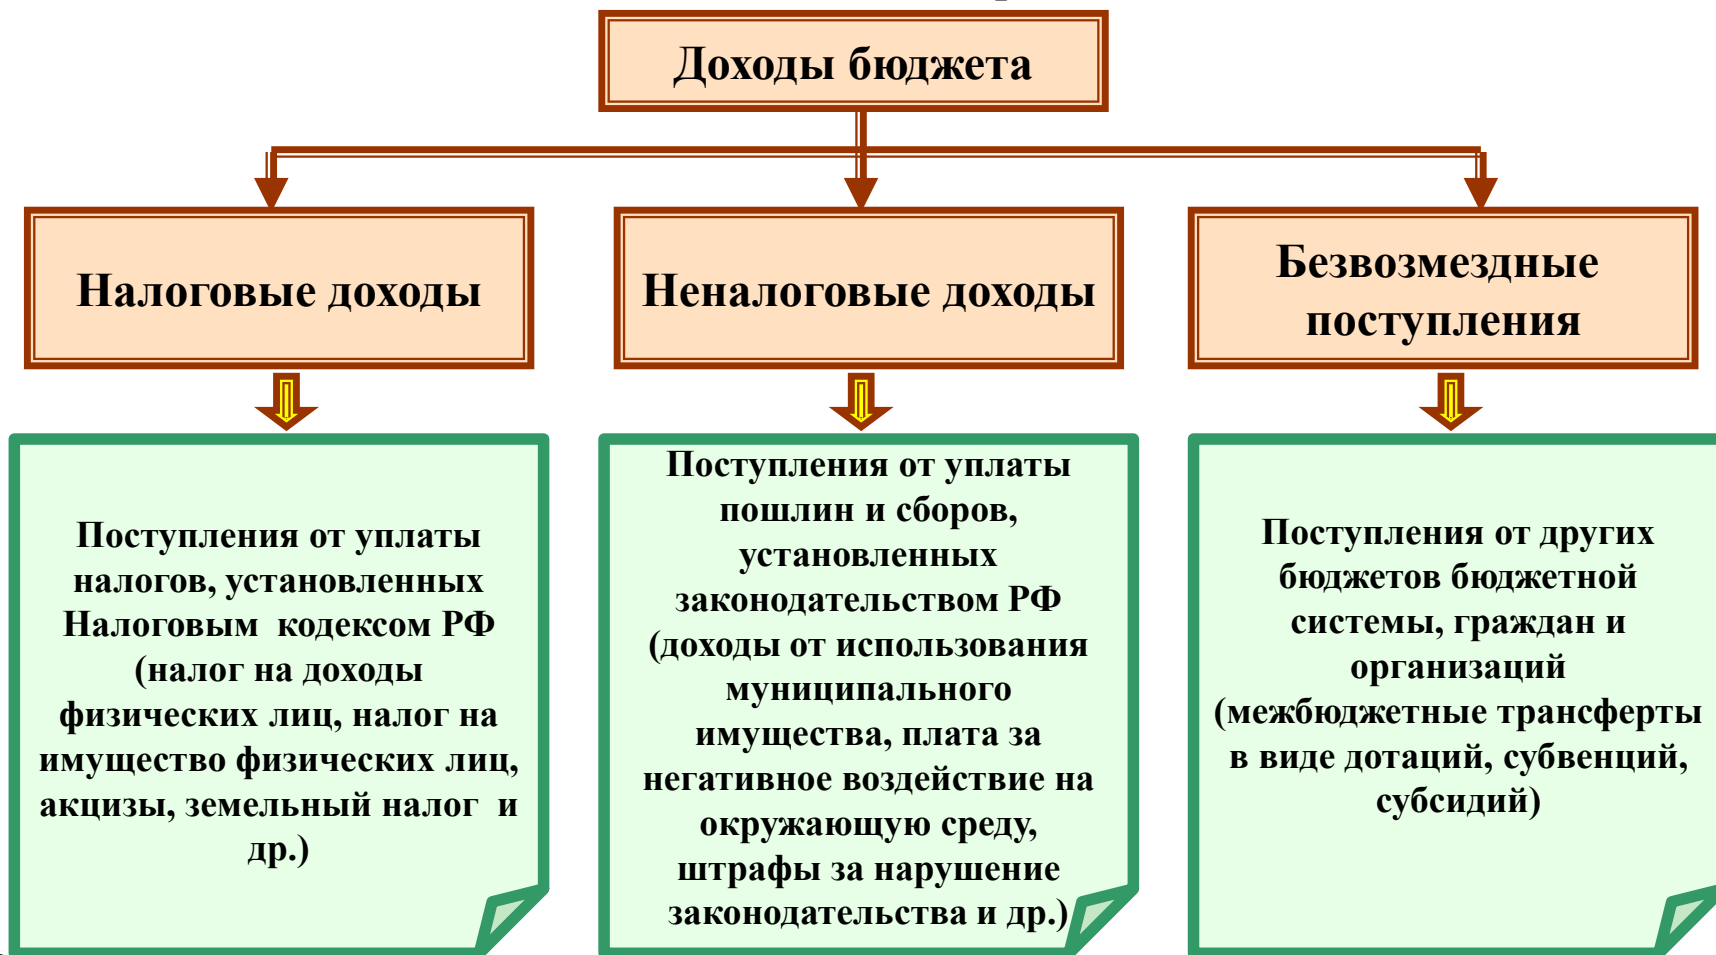 Доходы бюджета
Налоговые доходы
Неналоговые доходы
Безвозмездные
поступления
Поступления от уплаты
налогов, установленных
Налоговым кодексом РФ
(налог на доходы
физических лиц, налог на
имущество физических лиц,
акцизы, земельный налог и
др.)
Поступления от уплаты
пошлин и сборов,
установленных
законодательством РФ
(доходы от использования
муниципального
имущества, плата за
негативное воздействие на
окружающую среду,
штрафы за нарушение
законодательства и др.)
Поступления от других
бюджетов бюджетной
системы, граждан и
организаций
(межбюджетные трансферты
в виде дотаций, субвенций,
субсидий)